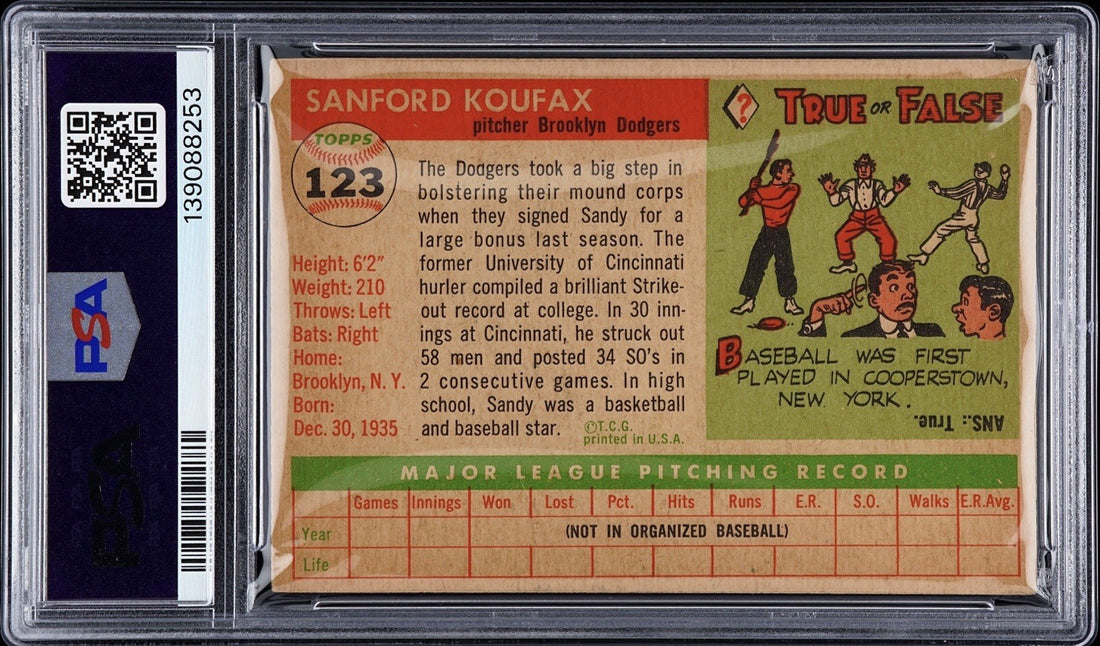 PSA
139088253
PSA
SANFORD KOUFAX
pitcher Brooklyn Dodgers
TOPPS
123
Height: 6'2"
Weight: 210
Throws: Left
Bats: Right
Home:
Brooklyn, N. Y.
Born:
Dec. 30, 1935
The Dodgers took a big step in
bolstering their mound corps
when they signed Sandy for a
large bonus last season. The
former University of Cincinnati
hurler compiled a brilliant Strike-
out record at college. In 30 inn-
ings at Cincinnati, he struck out
58 men and posted 34 SO's in
2 consecutive games. In high
school, Sandy was a basketball
and baseball star.
©T.C.G.
printed in U.S.A.
?
TRUE OR FALSE
BASEBALL WAS FIRST
PLAYED IN COOPERSTOWN,
NEW YORK.
ANS.: True.
MAJOR LEAGUE PITCHING RECORD
Games Innings Won Lost Pct. Hits Runs E.R. S.O. Walks E.R.Avg.
Year (NOT IN ORGANIZED BASEBALL)
Life